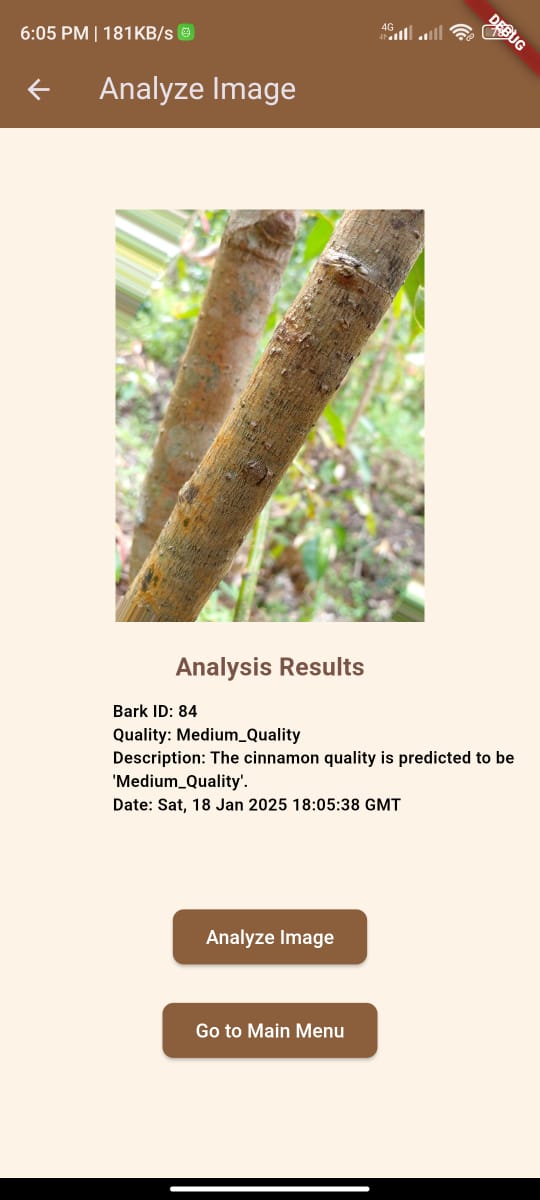 6:05 PM | 181KB/s
4G
DEBUG
Analyze Image
Analysis Results
Bark ID: 84
Quality: Medium_Quality
Description: The cinnamon quality is predicted to be
'Medium_Quality'.
Date: Sat, 18 Jan 2025 18:05:38 GMT
Analyze Image
Go to Main Menu